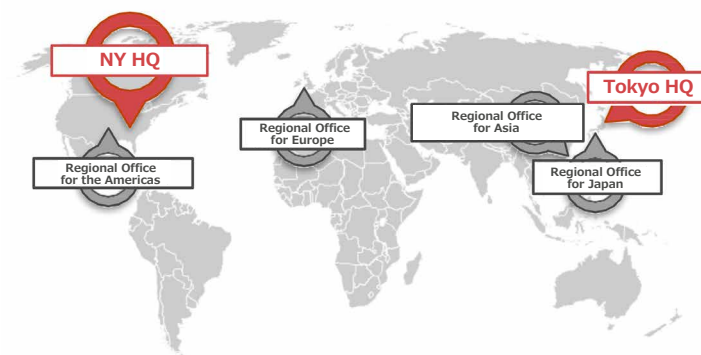 NY HQ
Tokyo HQ
Regional Office
for Asia
Regional Office
for Europe
Regional Office
for the Americas
Regional Office
for Japan